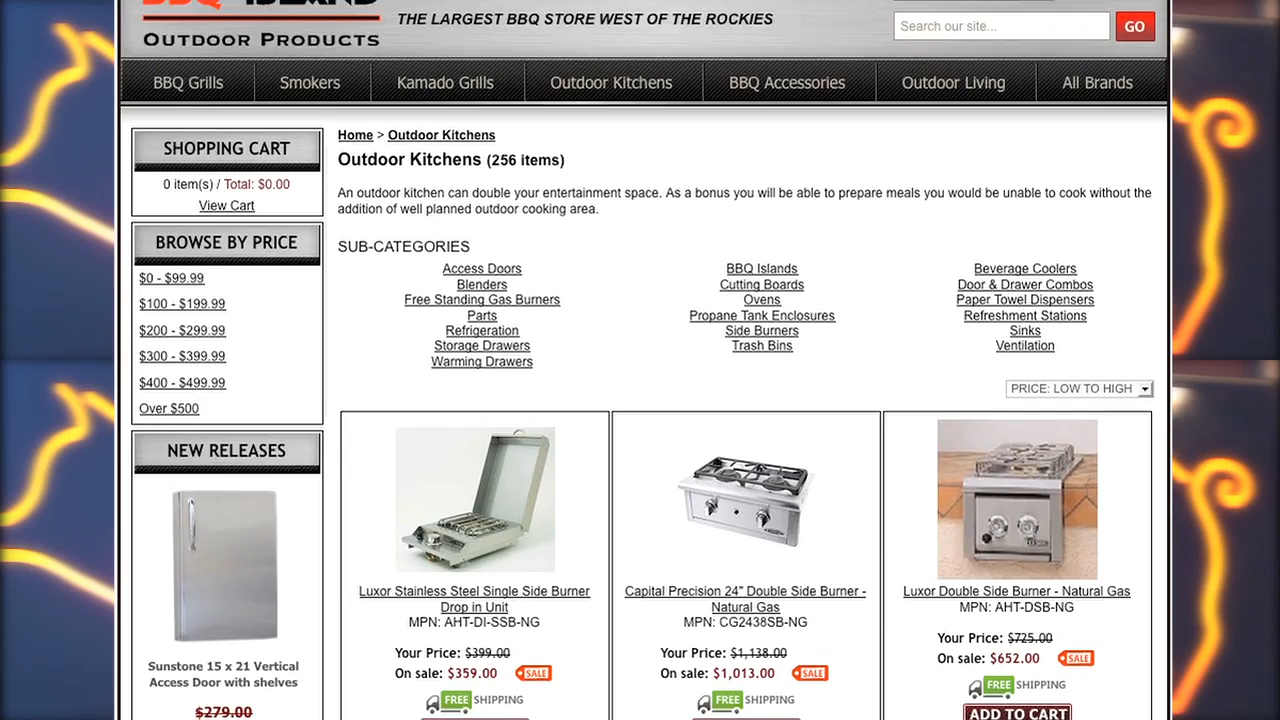 BBQ ISLAND
OUTDOOR PRODUCTS
THE LARGEST BBQ STORE WEST OF THE ROCKIES
Search our site...
GO
BBQ Grills
Smokers
Kamado Grills
Outdoor Kitchens
BBQ Accessories
Outdoor Living
All Brands
SHOPPING CART
0 item(s) / Total: $0.00
View Cart
BROWSE BY PRICE
$0 - $99.99
$100 - $199.99
$200 - $299.99
$300 - $399.99
$400 - $499.99
Over $500
NEW RELEASES
Sunstone 15 x 21 Vertical
Access Door with shelves
$279.00
Home > Outdoor Kitchens
Outdoor Kitchens (256 items)
An outdoor kitchen can double your entertainment space. As a bonus you will be able to prepare meals you would be unable to cook without the
addition of well planned outdoor cooking area.
SUB-CATEGORIES
Access Doors
Blenders
Free Standing Gas Burners
Parts
Refrigeration
Storage Drawers
Warming Drawers
BBQ Islands
Cutting Boards
Ovens
Propane Tank Enclosures
Side Burners
Trash Bins
Beverage Coolers
Door & Drawer Combos
Paper Towel Dispensers
Refreshment Stations
Sinks
Ventilation
PRICE: LOW TO HIGH
Luxor Stainless Steel Single Side Burner
Drop in Unit
MPN: AHT-DI-SSB-NG
Your Price: $399.00
On sale: $359.00 SALE
FREE SHIPPING
Capital Precision 24" Double Side Burner -
Natural Gas
MPN: CG2438SB-NG
Your Price: $1,138.00
On sale: $1,013.00 SALE
FREE SHIPPING
Luxor Double Side Burner - Natural Gas
MPN: AHT-DSB-NG
Your Price: $725.00
On sale: $652.00 SALE
FREE SHIPPING
ADD TO CART